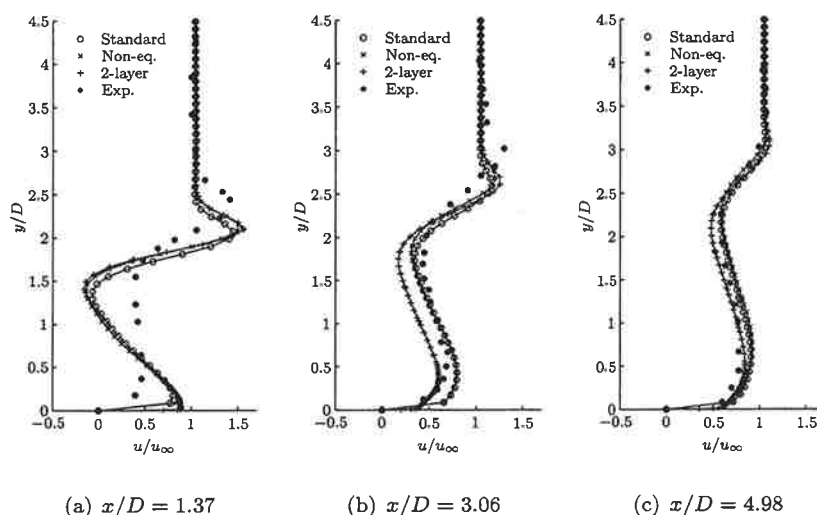 4.5
4
3.5
3
2.5
2
1.5
1
0.5
0
−0.5 0 0.5 1 1.5
y/D
u/u∞
Standard
Non-eq.
2-layer
Exp.
(a) x/D = 1.37
4.5
4
3.5
3
2.5
2
1.5
1
0.5
0
−0.5 0 0.5 1 1.5
y/D
u/u∞
Standard
Non-eq.
2-layer
Exp.
(b) x/D = 3.06
4.5
4
3.5
3
2.5
2
1.5
1
0.5
0
−0.5 0 0.5 1 1.5
y/D
u/u∞
Standard
Non-eq.
2-layer
Exp.
(c) x/D = 4.98